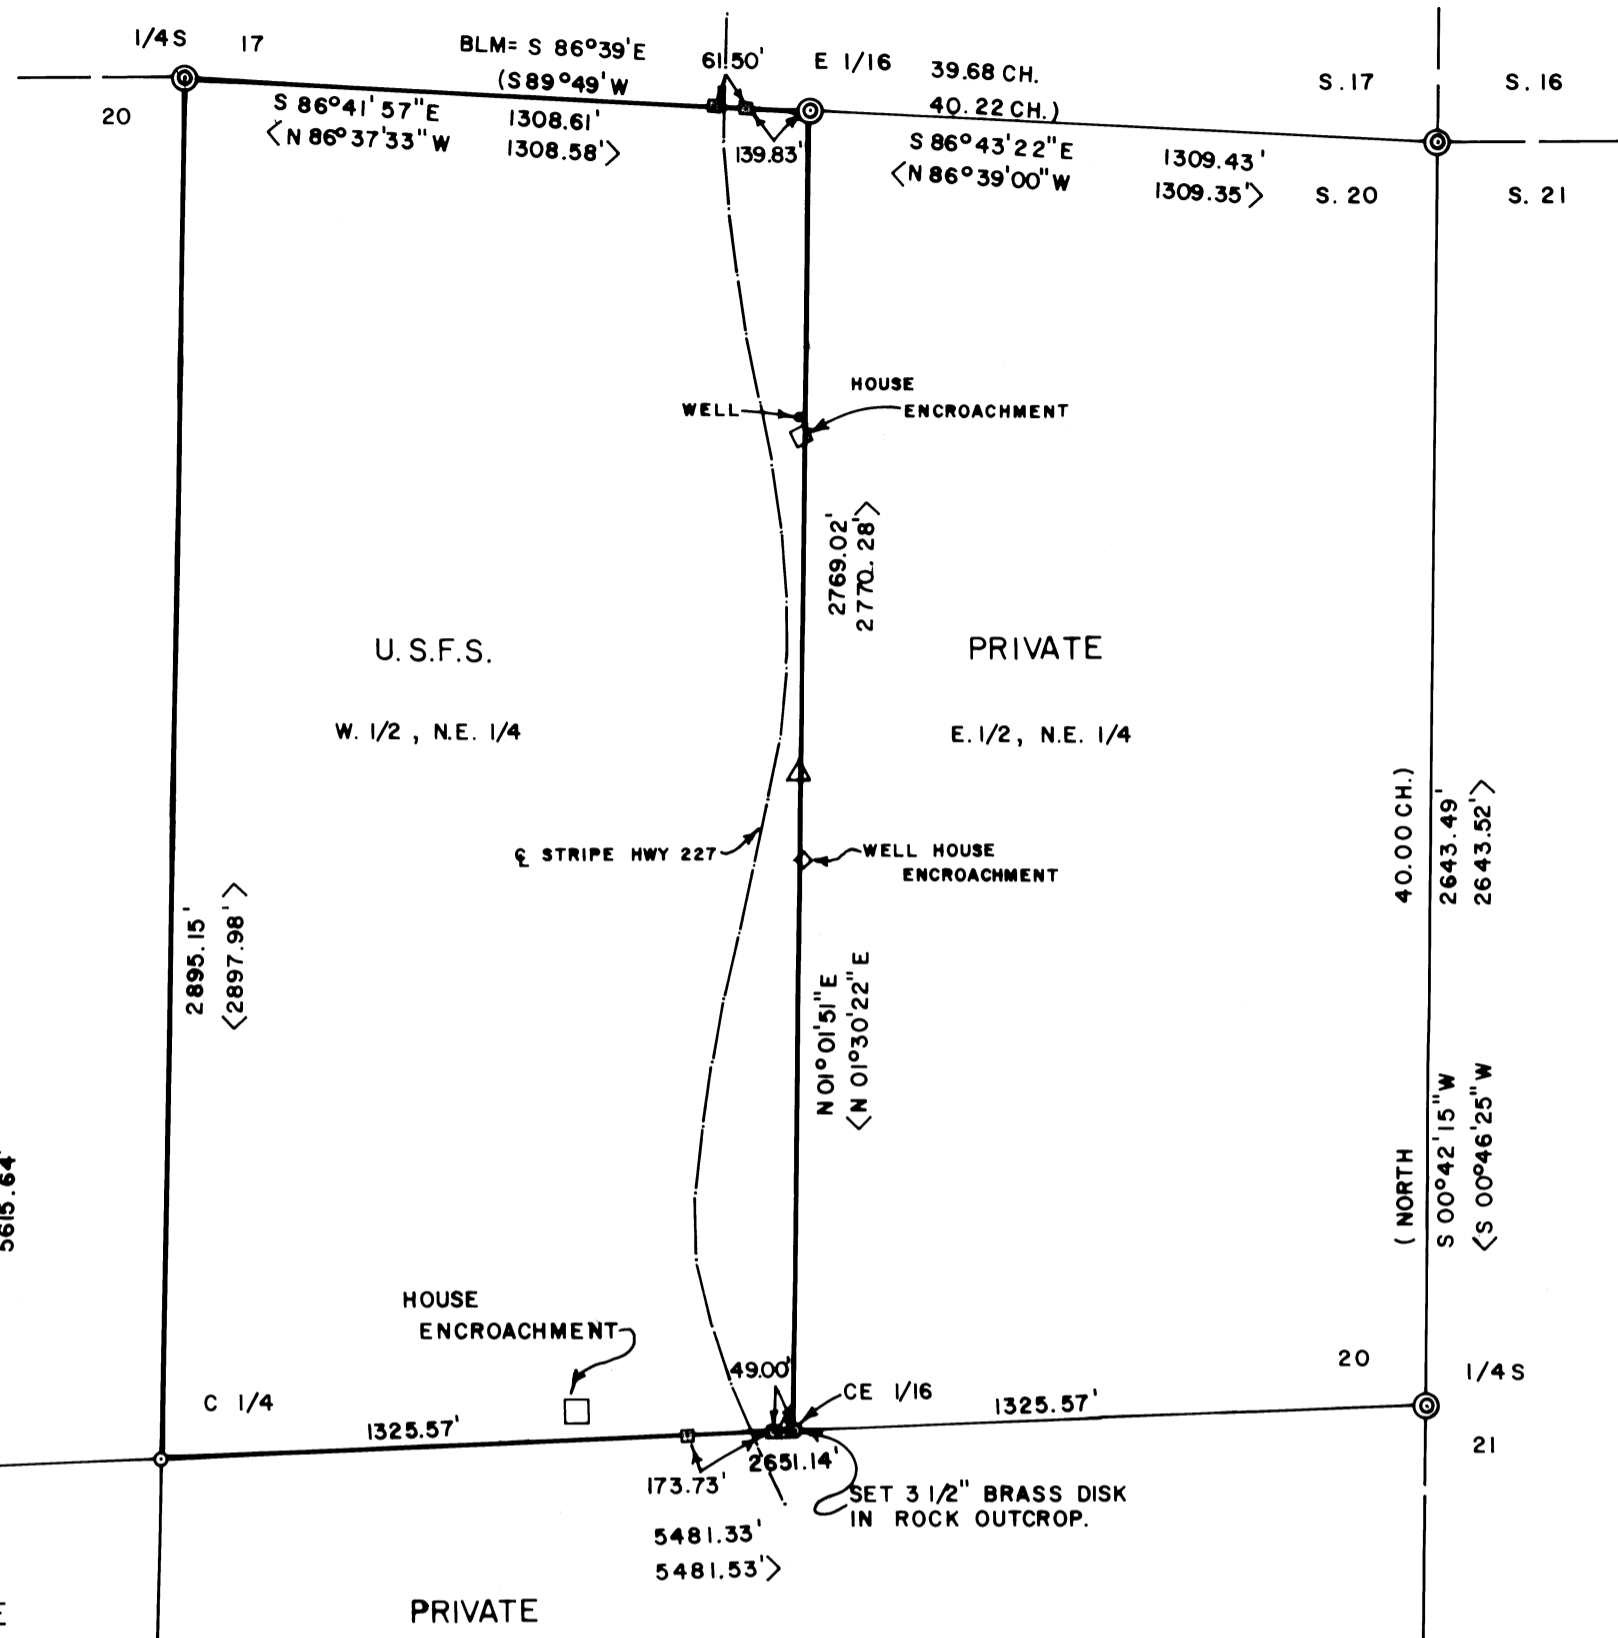 1/4 S 17
BLM= S 86°39'E
61.50'
E 1/16
39.68 CH.
S. 17
S. 16
(S 89°49' W
40.22 CH.)
20
S 86°41'57"E
1308.61'
<N 86°37'33" W
1308.58'>
139.83'
S 86°43'22"E
1309.43'
<N 86°39'00" W
1309.35'>
S. 20
S. 21
HOUSE
ENCROACHMENT
WELL
2769.02'
2770.28'>
U.S.F.S.
PRIVATE
W. 1/2 , N.E. 1/4
E. 1/2, N.E. 1/4
40.00 CH.)
2643.49'
2643.52'>
℄ STRIPE HWY 227
WELL HOUSE
ENCROACHMENT
2895.15'
<2897.98'>
N 01°01'51"E
<N 01°30'22"E
(NORTH
S 00°42'15" W
<S 00°46'25" W
5615.64'
HOUSE
ENCROACHMENT
49.00'
20
1/4 S
C 1/4
CE 1/16
1325.57'
1325.57'
21
2651.14'
173.73'
SET 3 1/2" BRASS DISK
IN ROCK OUTCROP.
5481.33'
5481.53'>
PRIVATE
E